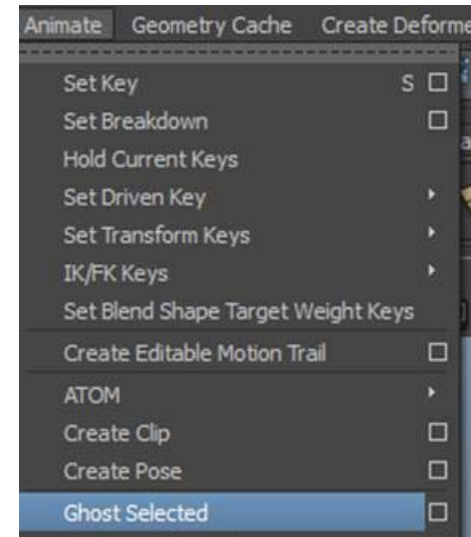 Animate Geometry Cache Create Deforme
Set Key S
Set Breakdown
Hold Current Keys
Set Driven Key
Set Transform Keys
IK/FK Keys
Set Blend Shape Target Weight Keys
Create Editable Motion Trail
ATOM
Create Clip
Create Pose
Ghost Selected